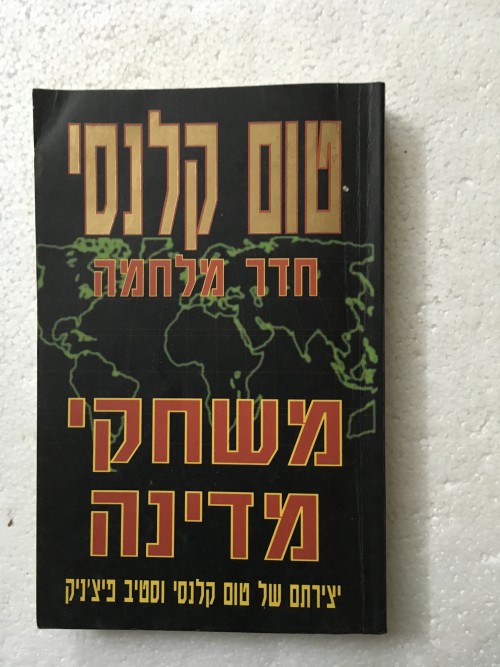 טום קלנסי
חדר מלחמה
משחקי
מדינה
יצירתם של טום קלנסי וסטיב פיצ'ניק